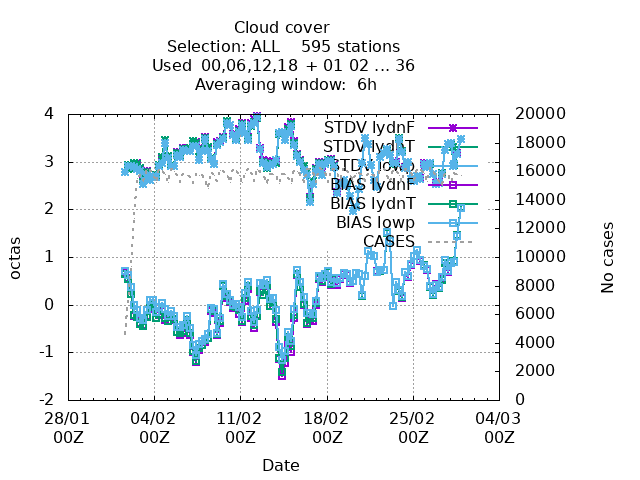 Cloud cover
Selection: ALL 595 stations
Used 00,06,12,18 + 01 02 ... 36
Averaging window: 6h
4
3
2
1
0
-1
-2
octas
20000
18000
16000
14000
12000
10000
8000
6000
4000
2000
0
No cases
STDV lydnF
STDV lydnT
STDV lowp
BIAS lydnF
BIAS lydnT
BIAS lowp
CASES
28/01 04/02 11/02 18/02 25/02 04/03
00Z 00Z 00Z 00Z 00Z 00Z
Date